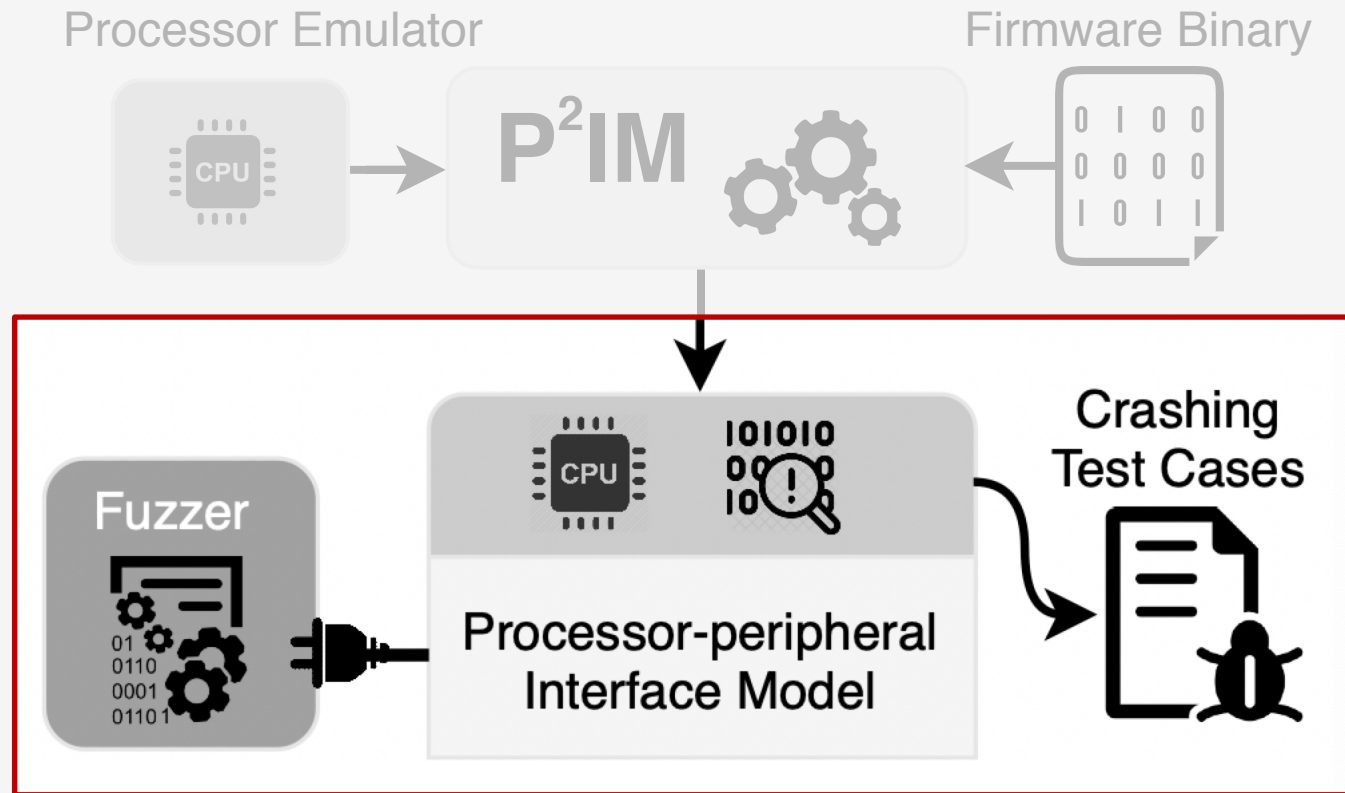 Processor Emulator
Firmware Binary
CPU
P²IM
0 1 0 0
0 0 0 0
1 0 1 1
Crashing
Test Cases
CPU
101010
10
Fuzzer
01
0110
0001
01101
Processor-peripheral
Interface Model